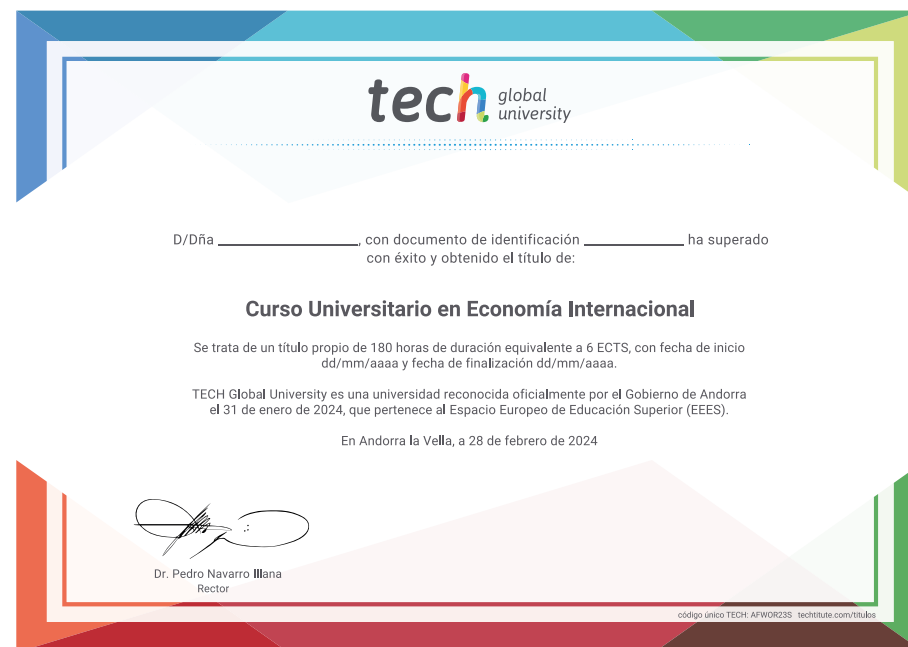 tech global university
D/Dña ____________________, con documento de identificación ______________ ha superado
con éxito y obtenido el título de:
Curso Universitario en Economía Internacional
Se trata de un título propio de 180 horas de duración equivalente a 6 ECTS, con fecha de inicio
dd/mm/aaaa y fecha de finalización dd/mm/aaaa.
TECH Global University es una universidad reconocida oficialmente por el Gobierno de Andorra
el 31 de enero de 2024, que pertenece al Espacio Europeo de Educación Superior (EEES).
En Andorra la Vella, a 28 de febrero de 2024
Dr. Pedro Navarro Illana
Rector
código único TECH: AFWOR23S techtitute.com/titulos